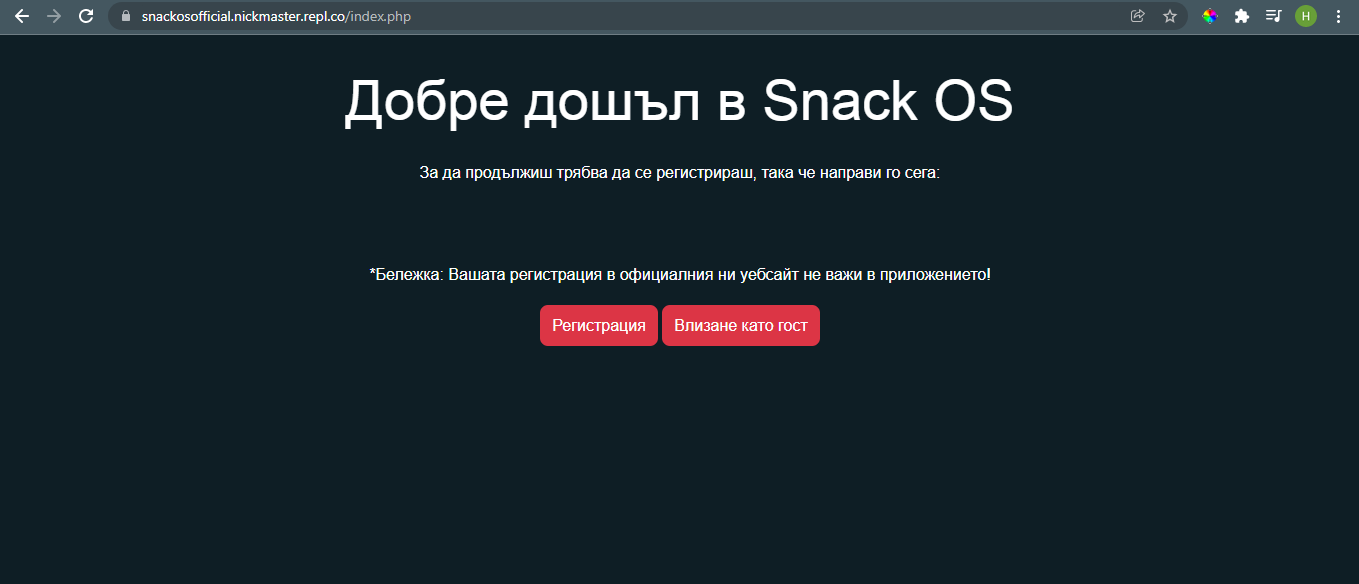 snackosofficial.nickmaster.repl.co/index.php
H
Добре дошъл в Snack OS
За да продължиш трябва да се регистрираш, така че направи го сега:
*Бележка: Вашата регистрация в официалния ни уебсайт не важи в приложението!
Регистрация Влизане като гост